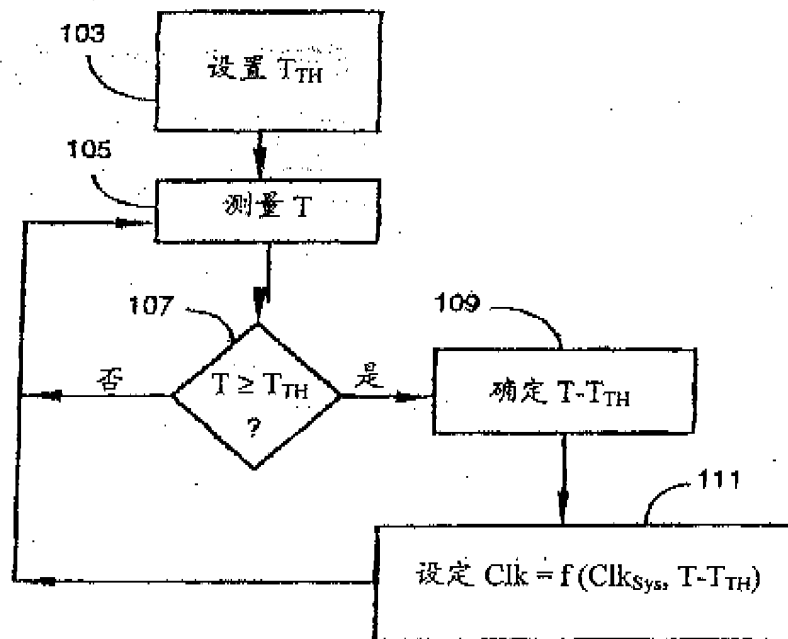 103
设置 T_TH
105
测量 T
107
109
否
T ≥ T_TH
?
是
确定 T-T_TH
111
设定 Clk = f (Clk_Sys, T-T_TH)